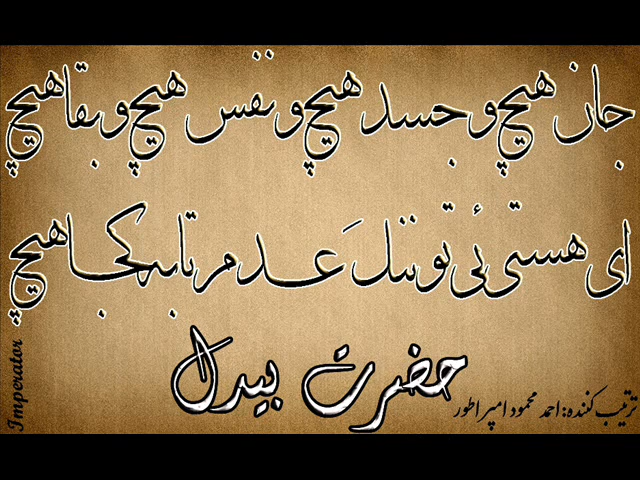 جان هیچ و جسد هیچ و نفس هیچ و بقا هیچ
ای هستیٔ تو ننگ عدم تا به کجا هیچ
حضرت بیدل
ترتیب کننده: احمد محمود امپراطور
Imperator